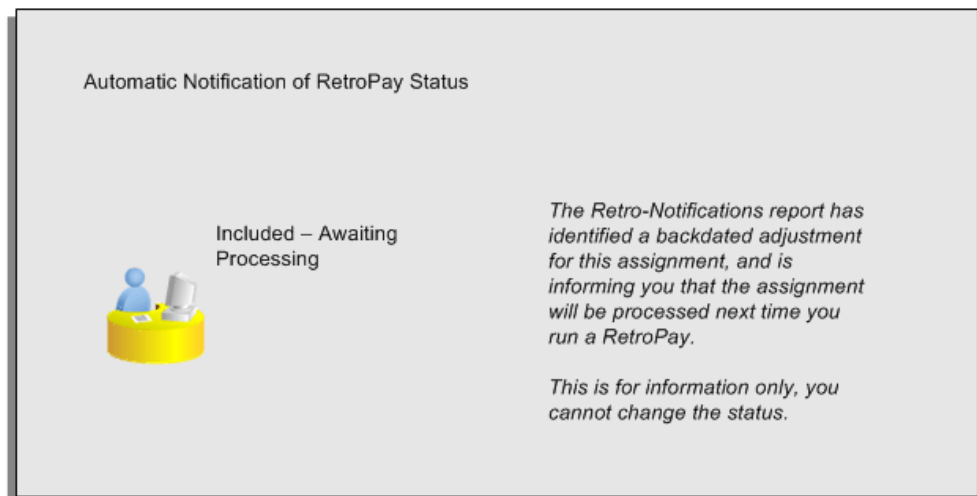 Automatic Notification of RetroPay Status
Included – Awaiting
Processing
The Retro-Notifications report has
identified a backdated adjustment
for this assignment, and is
informing you that the assignment
will be processed next time you
run a RetroPay.
This is for information only, you
cannot change the status.